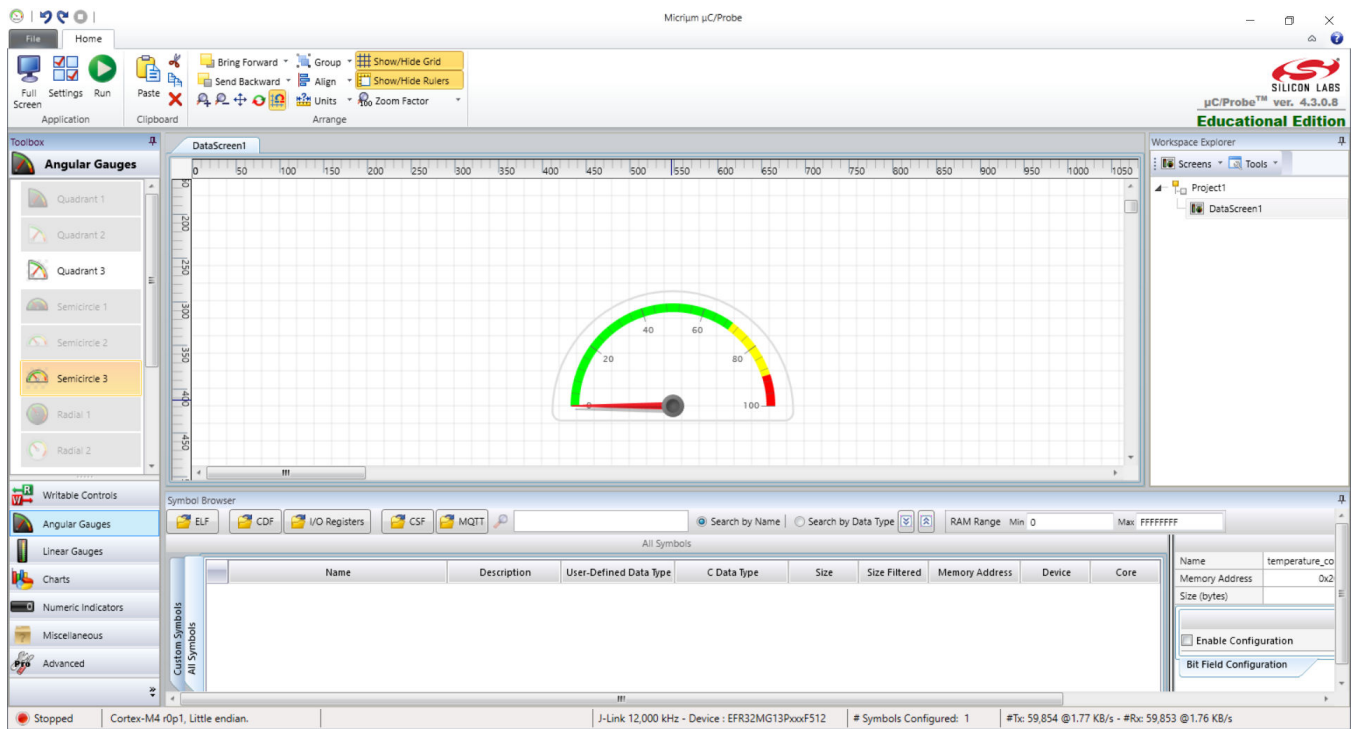 Micriµm µC/Probe
File Home
Full Screen
Settings
Run
Application
Paste
Clipboard
Bring Forward
Group
Show/Hide Grid
Send Backward
Align
Show/Hide Rulers
Units
100 Zoom Factor
Arrange
SILICON LABS
µC/Probe™ ver. 4.3.0.8
Educational Edition
Toolbox
Angular Gauges
Quadrant 1
Quadrant 2
Quadrant 3
Semicircle 1
Semicircle 2
Semicircle 3
Radial 1
Radial 2
Writable Controls
Angular Gauges
Linear Gauges
Charts
Numeric Indicators
Miscellaneous
Pro Advanced
DataScreen1
0 50 100 150 200 250 300 350 400 450 500 550 600 650 700 750 800 850 900 950 1000 1050
200
250
300
350
400
450
40 60
20 80
0 100
Workspace Explorer
Screens Tools
Project1
DataScreen1
Symbol Browser
ELF CDF I/O Registers CSF MQTT Search by Name Search by Data Type RAM Range Min 0 Max FFFFFFFF
All Symbols
Custom Symbols
All Symbols
Name Description User-Defined Data Type C Data Type Size Size Filtered Memory Address Device Core
Name temperature_co
Memory Address 0x2
Size (bytes)
Enable Configuration
Bit Field Configuration
Stopped Cortex-M4 r0p1, Little endian. J-Link 12,000 kHz - Device : EFR32MG13PxxxF512 # Symbols Configured: 1 #Tx: 59,854 @1.77 KB/s - #Rx: 59,853 @1.76 KB/s